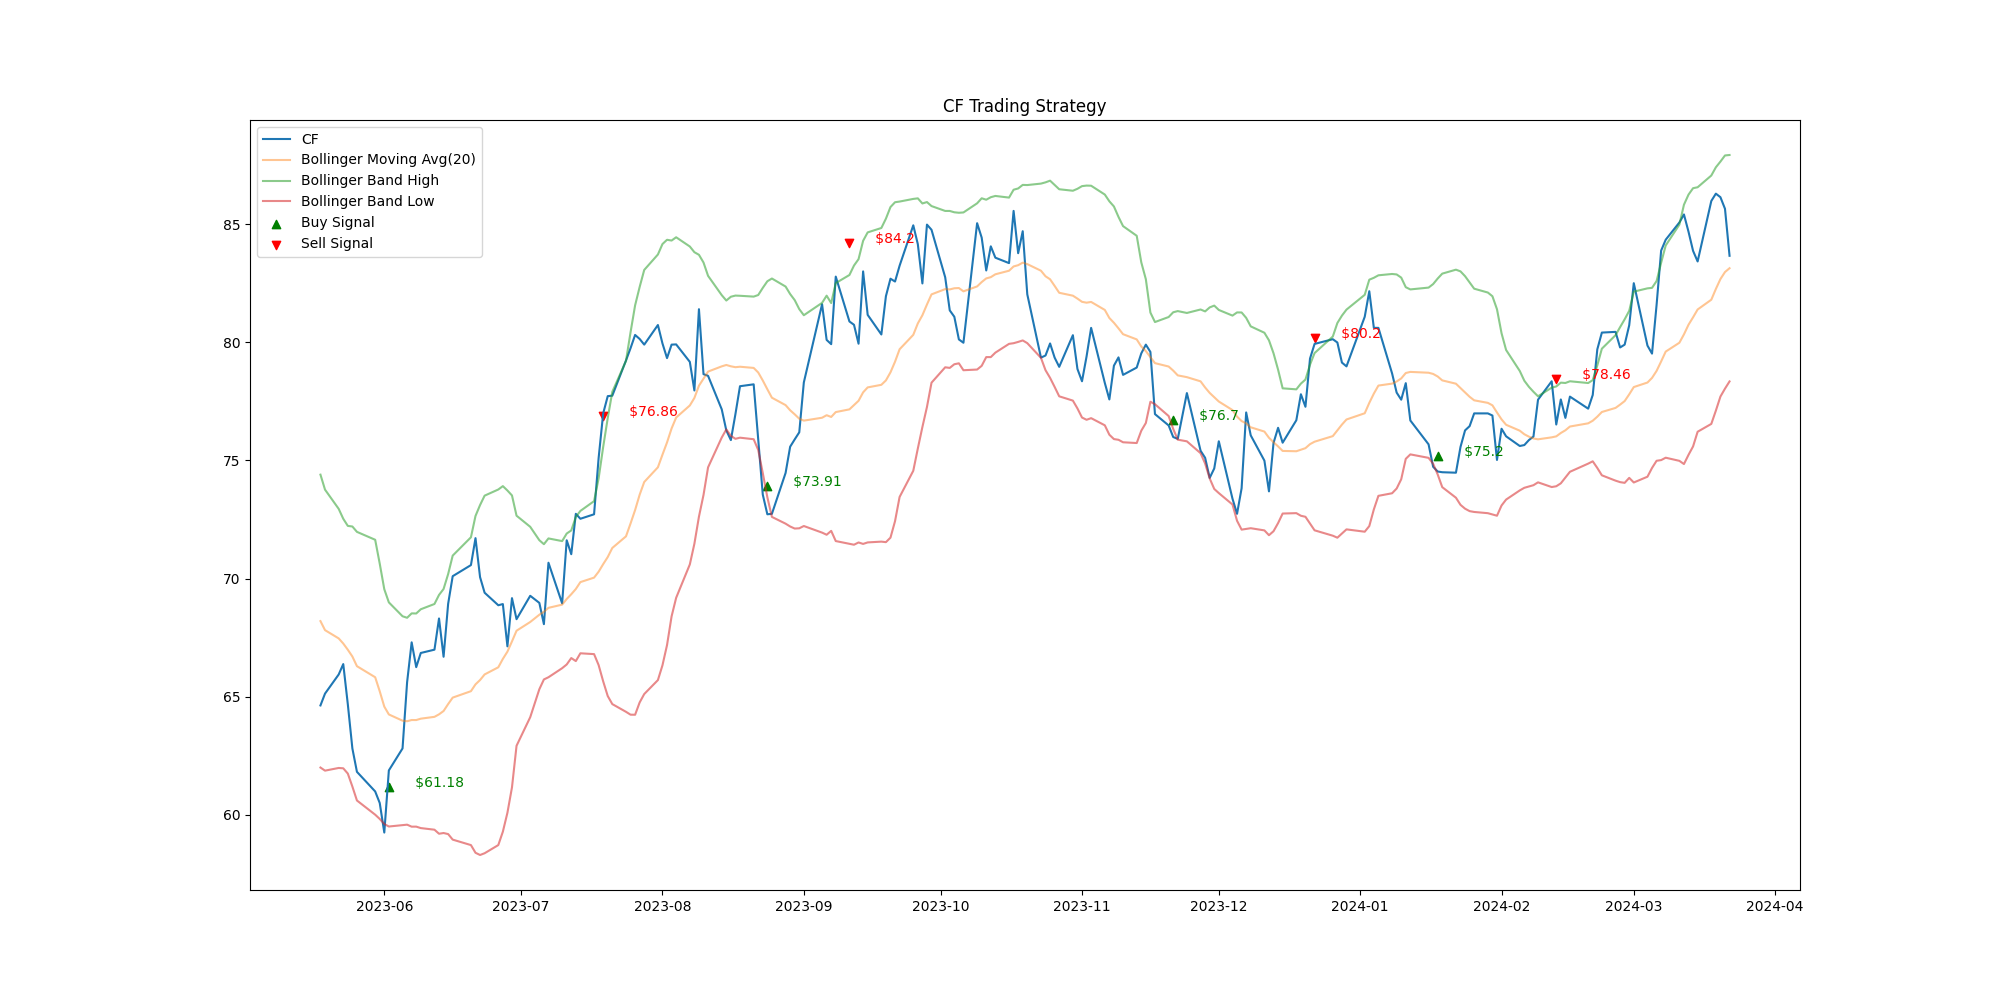 CF Trading Strategy
CF
Bollinger Moving Avg(20)
Bollinger Band High
Bollinger Band Low
Buy Signal
Sell Signal
85
80
75
70
65
60
$84.2
$80.2
$78.46
$76.86
$76.7
$75.2
$73.91
$61.18
2023-06 2023-07 2023-08 2023-09 2023-10 2023-11 2023-12 2024-01 2024-02 2024-03 2024-04